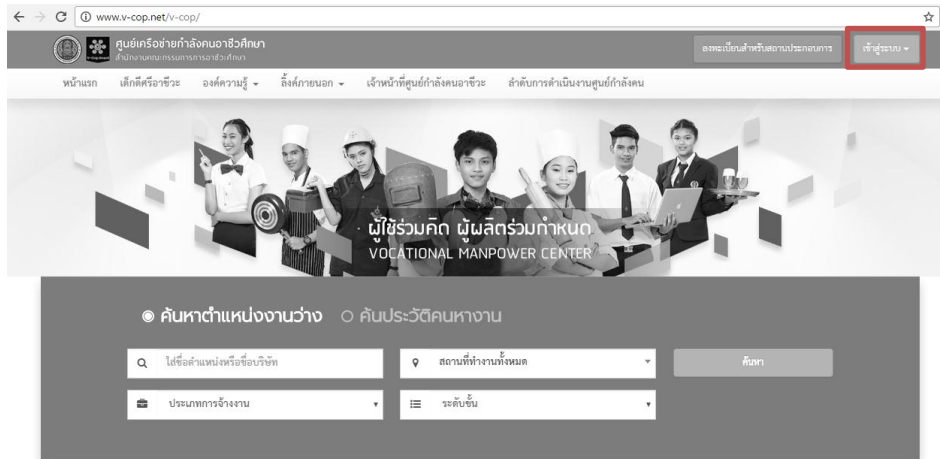 www.v-cop.net/v-cop/
ศูนย์เครือข่ายกำลังคนอาชีวศึกษา
สำนักงานคณะกรรมการการอาชีวศึกษา
ลงทะเบียนสำหรับสถานประกอบการ
เข้าสู่ระบบ
หน้าแรก เด็กดีศรีอาชีวะ องค์ความรู้ ลิ้งค์ภายนอก เจ้าหน้าที่ศูนย์กำลังคนอาชีวะ ลำดับการดำเนินงานศูนย์กำลังคน
ผู้ใช้ร่วมคิด ผู้ผลิตร่วมกำหนด
VOCATIONAL MANPOWER CENTER
ค้นหาตำแหน่งงานว่าง ค้นประวัติคนหางาน
ใส่ชื่อตำแหน่งหรือชื่อบริษัท สถานที่ทำงานทั้งหมด ค้นหา
ประเภทการจ้างงาน ระดับชั้น